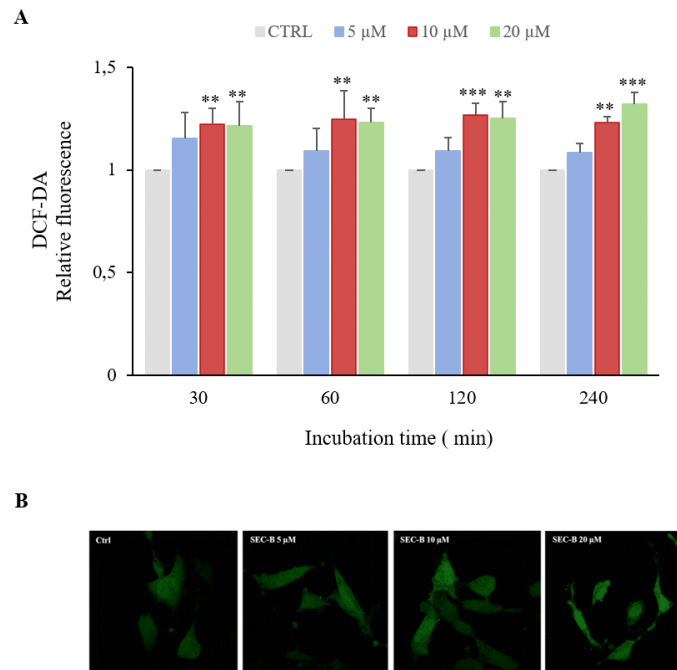 A
CTRL 5 µM 10 µM 20 µM
1,5
1
0,5
0
DCF-DA
Relative fluorescence
** **
** **
*** **
** ***
30 60 120 240
Incubation time ( min)
B
Ctrl SEC-B 5 µM SEC-B 10 µM SEC-B 20 µM